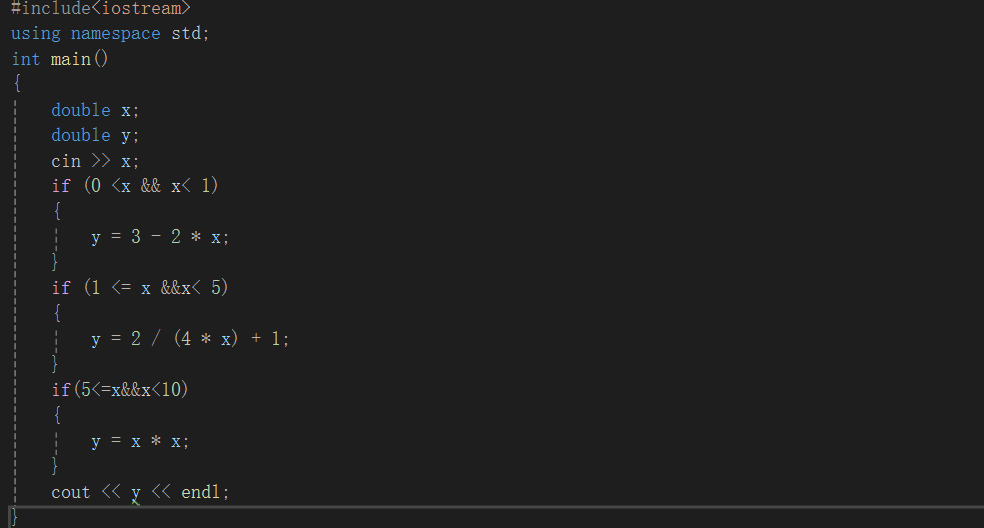 #include<iostream>
using namespace std;
int main()
{
    double x;
    double y;
    cin >> x;
    if (0 <x && x< 1)
    {
        y = 3 - 2 * x;
    }
    if (1 <= x &&x< 5)
    {
        y = 2 / (4 * x) + 1;
    }
    if(5<=x&&x<10)
    {
        y = x * x;
    }
    cout << y << endl;
}